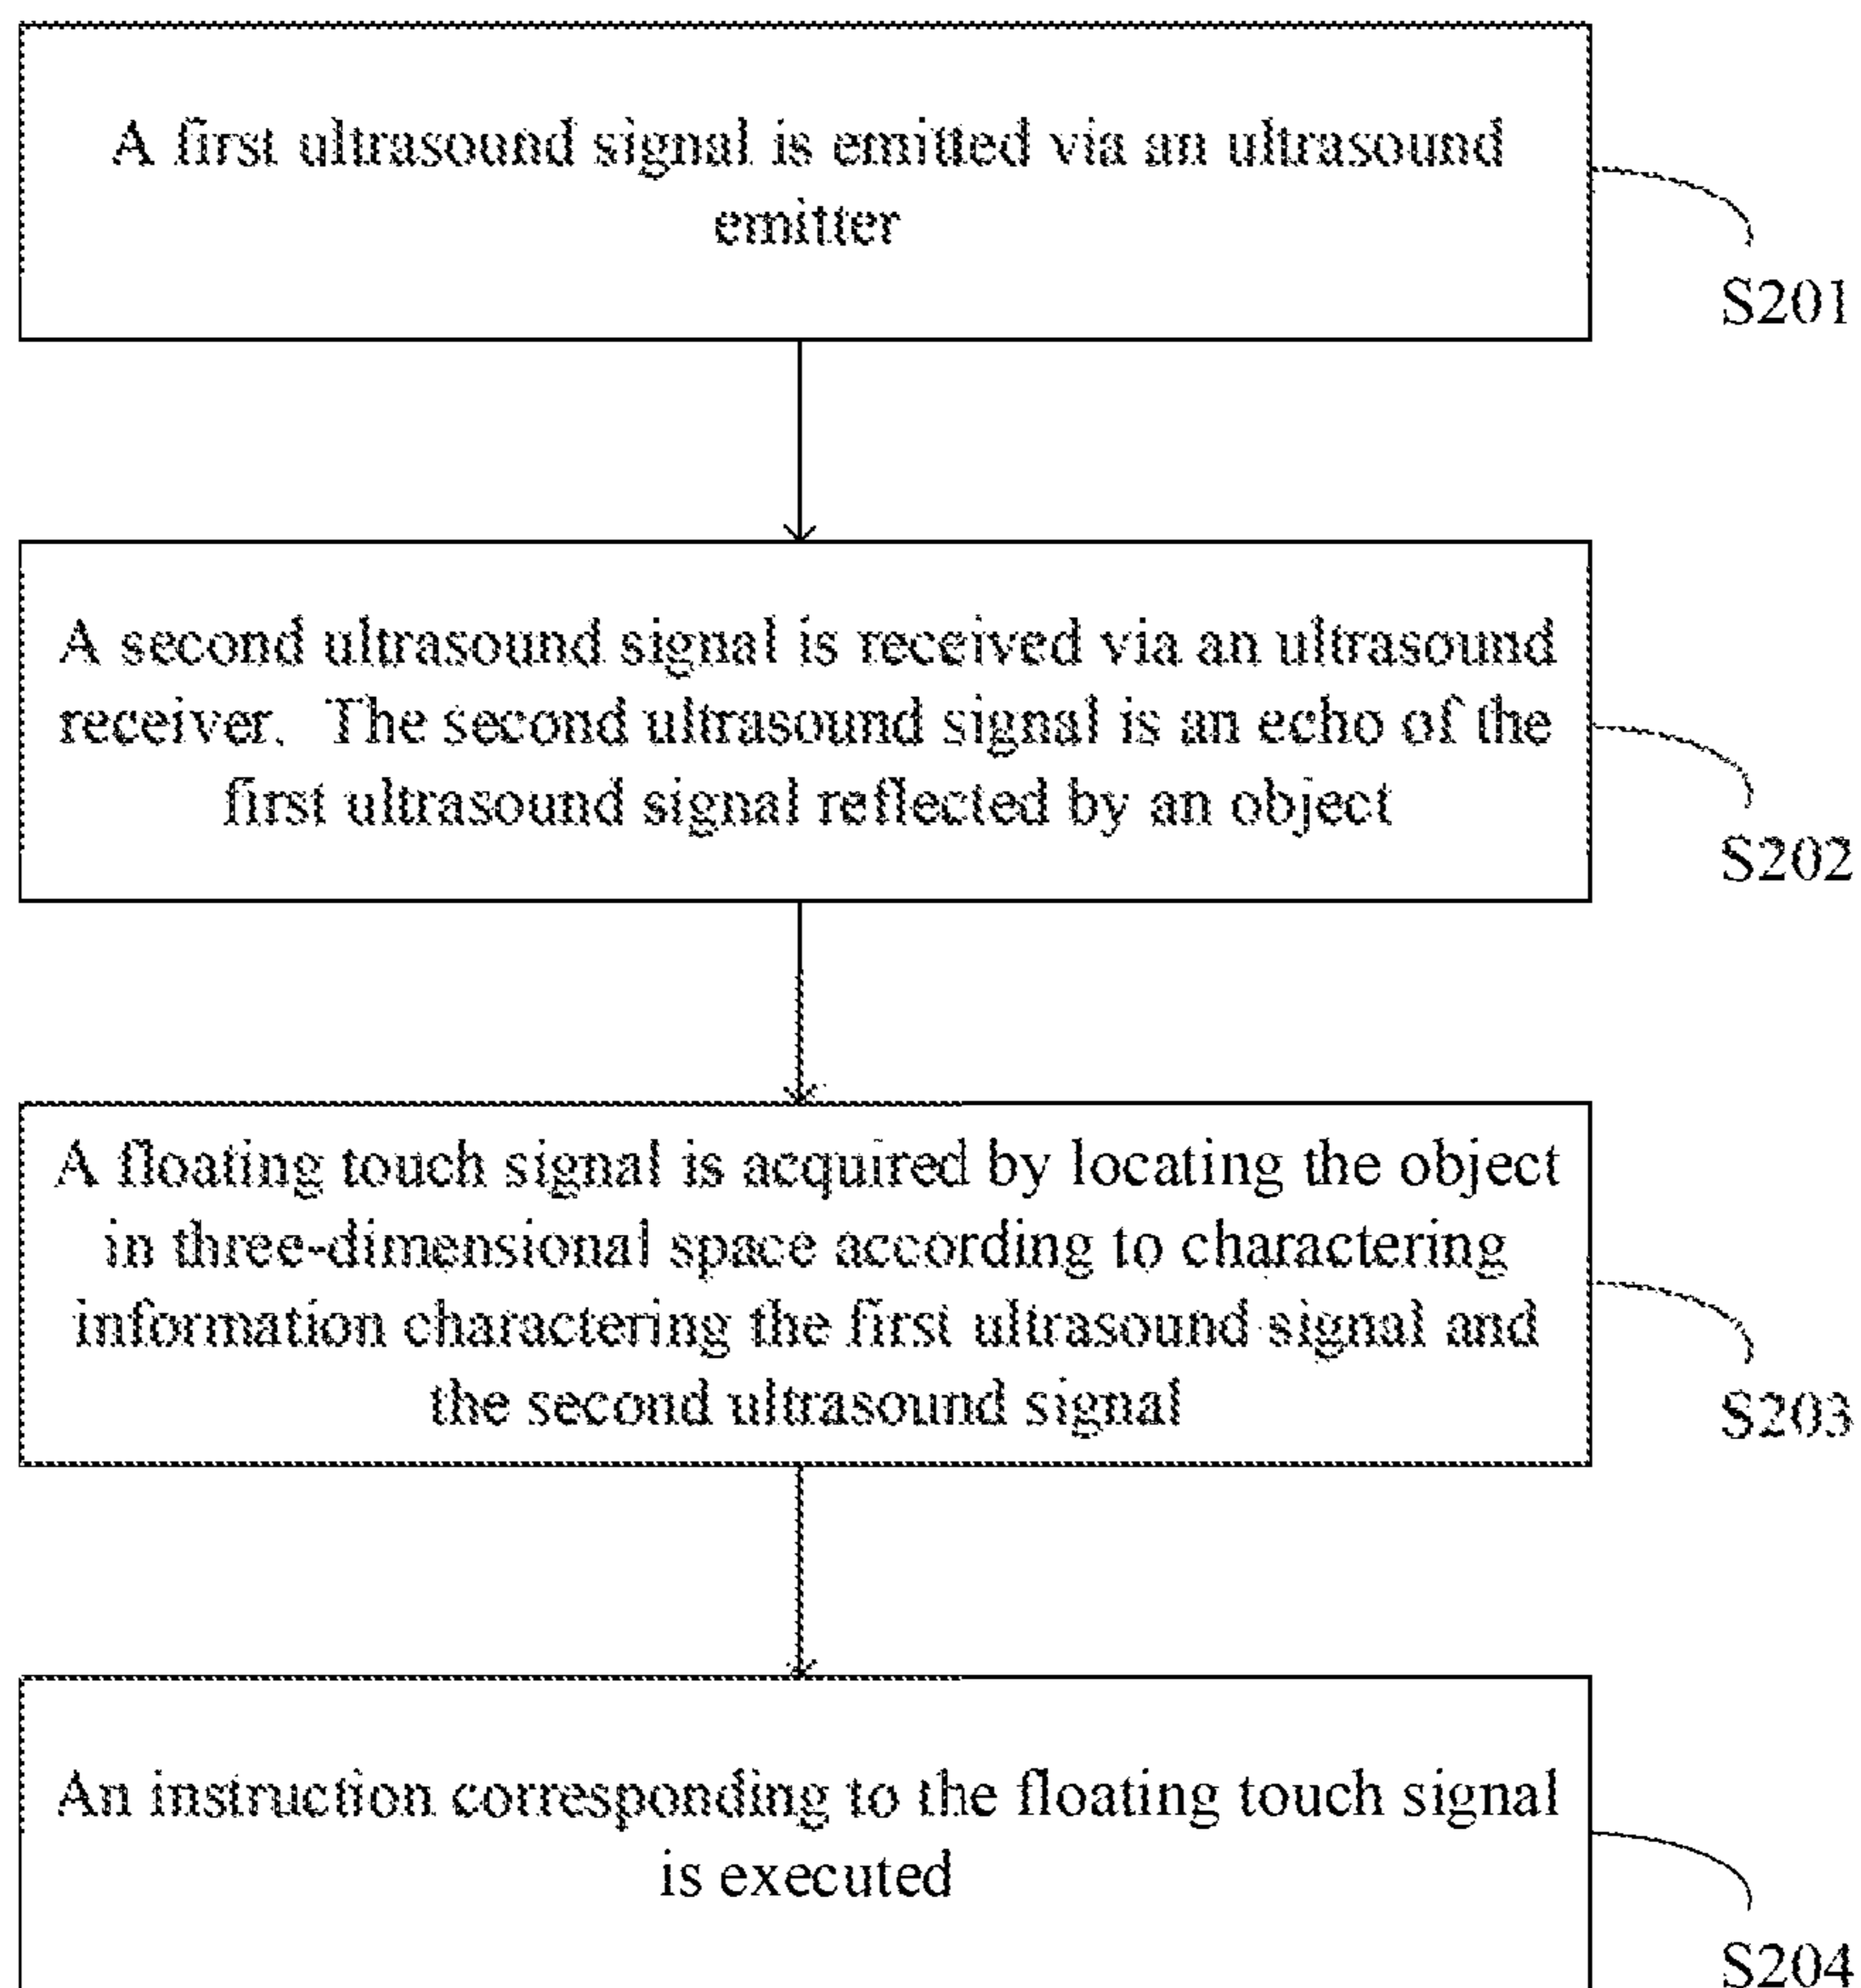 A first ultrasound signal is emitted via an ultrasound
emitter
S201
A second ultrasound signal is received via an ultrasound
receiver. The second ultrasound signal is an echo of the
first ultrasound signal reflected by an object
S202
A floating touch signal is acquired by locating the object
in three-dimensional space according to charactering
information charactering the first ultrasound signal and
the second ultrasound signal
S203
An instruction corresponding to the floating touch signal
is executed
S204